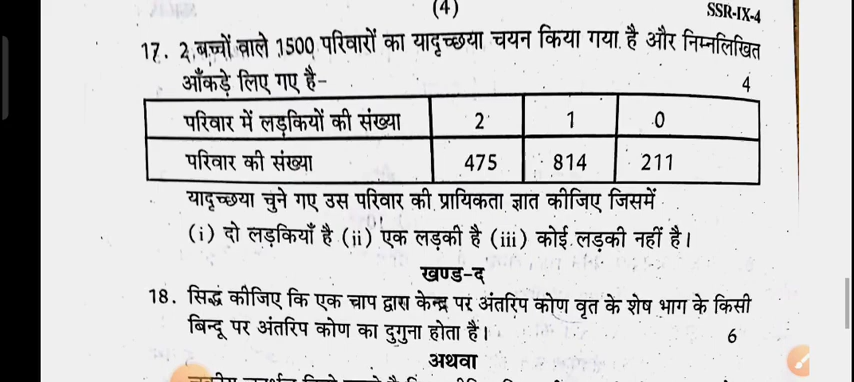 (4)
SSR-IX-4
17. 2 बच्चों वाले 1500 परिवारों का यादृच्छया चयन किया गया है और निम्नलिखित
आँकड़े लिए गए है- 4
परिवार में लड़कियों की संख्या 2 1 0
परिवार की संख्या 475 814 211
यादृच्छया चुने गए उस परिवार की प्रायिकता ज्ञात कीजिए जिसमें
(i) दो लड़कियाँ है (ii) एक लड़की है (iii) कोई लड़की नहीं है।
खण्ड-द
18. सिद्ध कीजिए कि एक चाप द्वारा केन्द्र पर अंतरिप कोण वृत के शेष भाग के किसी
बिन्दू पर अंतरिप कोण का दुगुना होता है। 6
अथवा